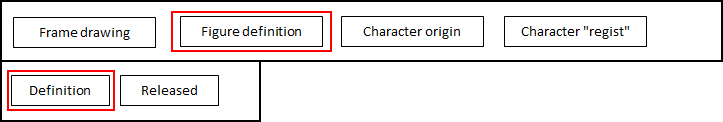 Frame drawing Figure definition Character origin Character "regist"
Definition Released